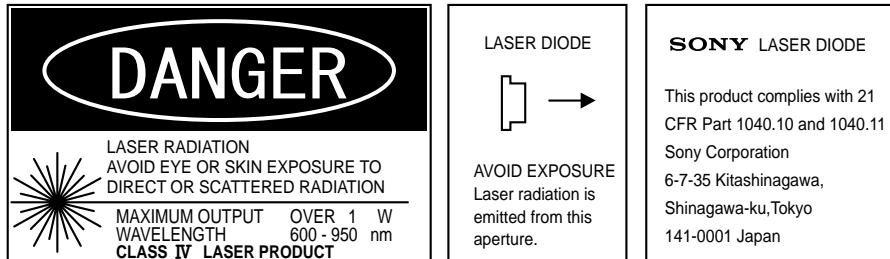 DANGER
LASER RADIATION
AVOID EYE OR SKIN EXPOSURE TO
DIRECT OR SCATTERED RADIATION
MAXIMUM OUTPUT OVER 1 W
WAVELENGTH 600 - 950 nm
CLASS Ⅳ LASER PRODUCT
LASER DIODE
AVOID EXPOSURE
Laser radiation is
emitted from this
aperture.
SONY LASER DIODE
This product complies with 21
CFR Part 1040.10 and 1040.11
Sony Corporation
6-7-35 Kitashinagawa,
Shinagawa-ku,Tokyo
141-0001 Japan